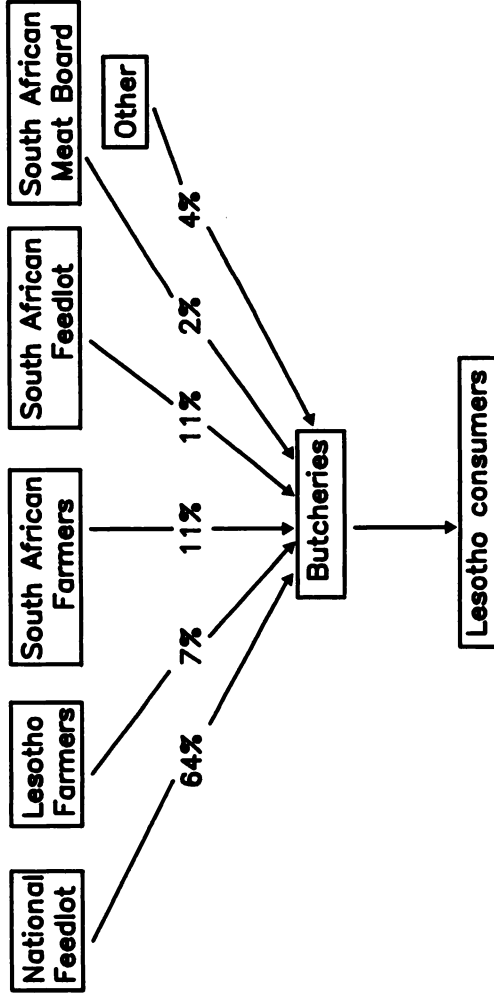 National
Feedlot
Lesotho
Farmers
South African
Farmers
South African
Feedlot
South African
Meat Board
Other
64%
7%
11%
11%
2%
4%
Butcheries
Lesotho consumers